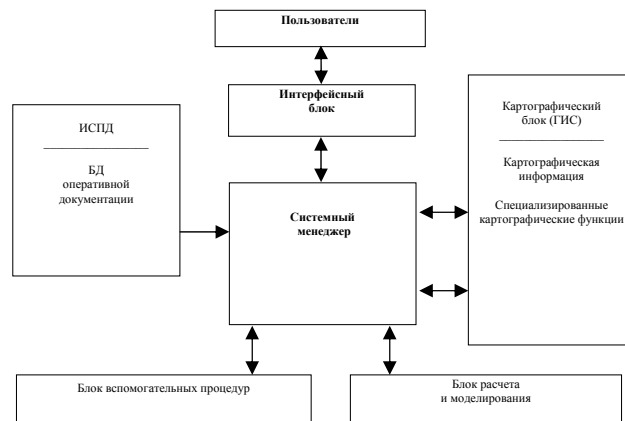 Пользователи
Интерфейсный
блок
ИСПД
БД
оперативной
документации
Системный
менеджер
Картографический
блок (ГИС)
Картографическая
информация
Специализированные
картографические функции
Блок вспомогательных процедур
Блок расчета
и моделирования